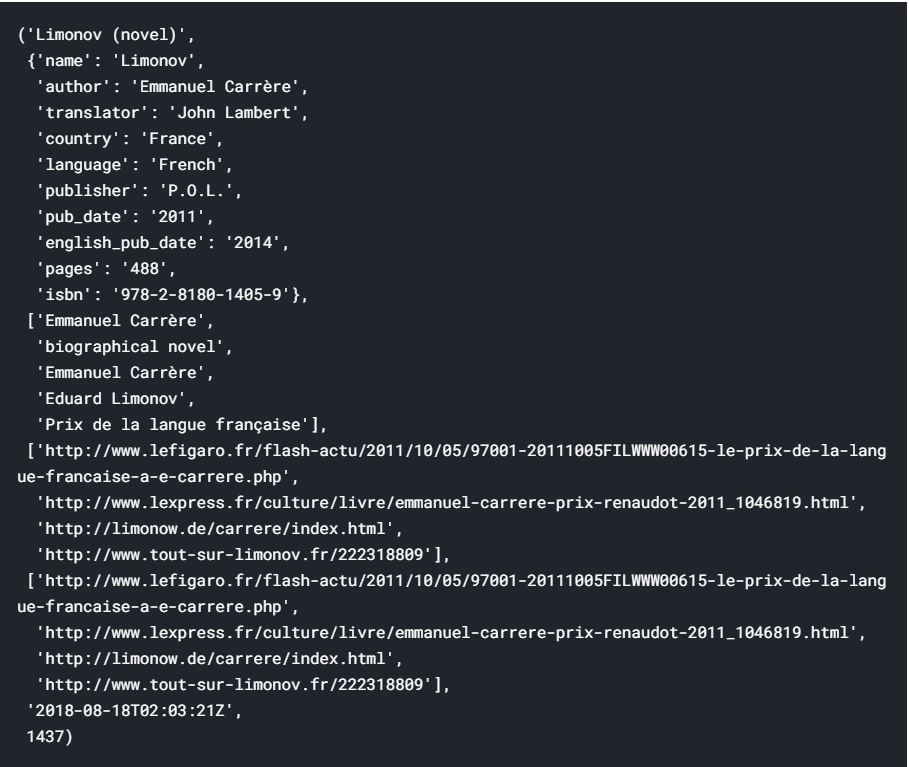 ('Limonov (novel)',
{'name': 'Limonov',
'author': 'Emmanuel Carrère',
'translator': 'John Lambert',
'country': 'France',
'language': 'French',
'publisher': 'P.O.L.',
'pub_date': '2011',
'english_pub_date': '2014',
'pages': '488',
'isbn': '978-2-8180-1405-9'},
['Emmanuel Carrère',
'biographical novel',
'Emmanuel Carrère',
'Eduard Limonov',
'Prix de la langue française'],
['http://www.lefigaro.fr/flash-actu/2011/10/05/97001-20111005FILWWW00615-le-prix-de-la-lang
ue-francaise-a-e-carrere.php',
'http://www.lexpress.fr/culture/livre/emmanuel-carrere-prix-renaudot-2011_1046819.html',
'http://limonow.de/carrere/index.html',
'http://www.tout-sur-limonov.fr/222318809'],
['http://www.lefigaro.fr/flash-actu/2011/10/05/97001-20111005FILWWW00615-le-prix-de-la-lang
ue-francaise-a-e-carrere.php',
'http://www.lexpress.fr/culture/livre/emmanuel-carrere-prix-renaudot-2011_1046819.html',
'http://limonow.de/carrere/index.html',
'http://www.tout-sur-limonov.fr/222318809'],
'2018-08-18T02:03:21Z',
1437)